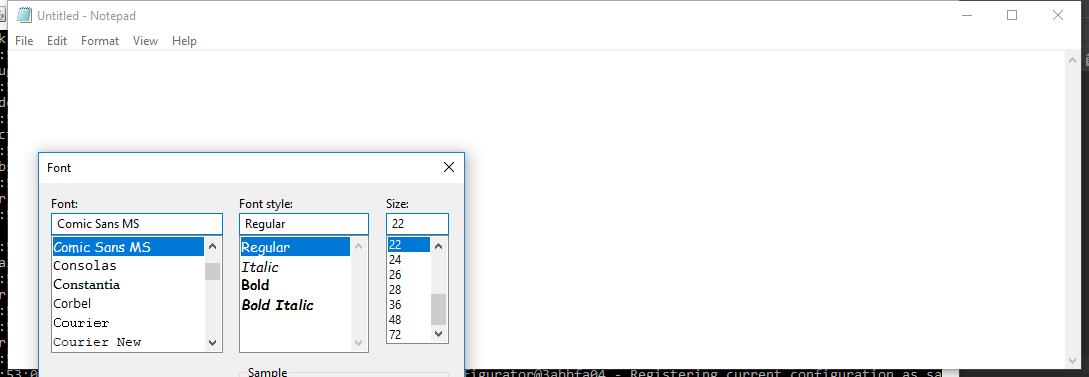 Untitled - Notepad
File Edit Format View Help
Font
Font: Font style: Size:
Comic Sans MS Regular 22
Comic Sans MS Regular 22
Consolas Italic 24
Constantia Bold 26
Corbel Bold Italic 28
Courier 36
Courier New 48
72
Sample
:53:0 figurator@3abbfa04 - Registering current configuration as sa